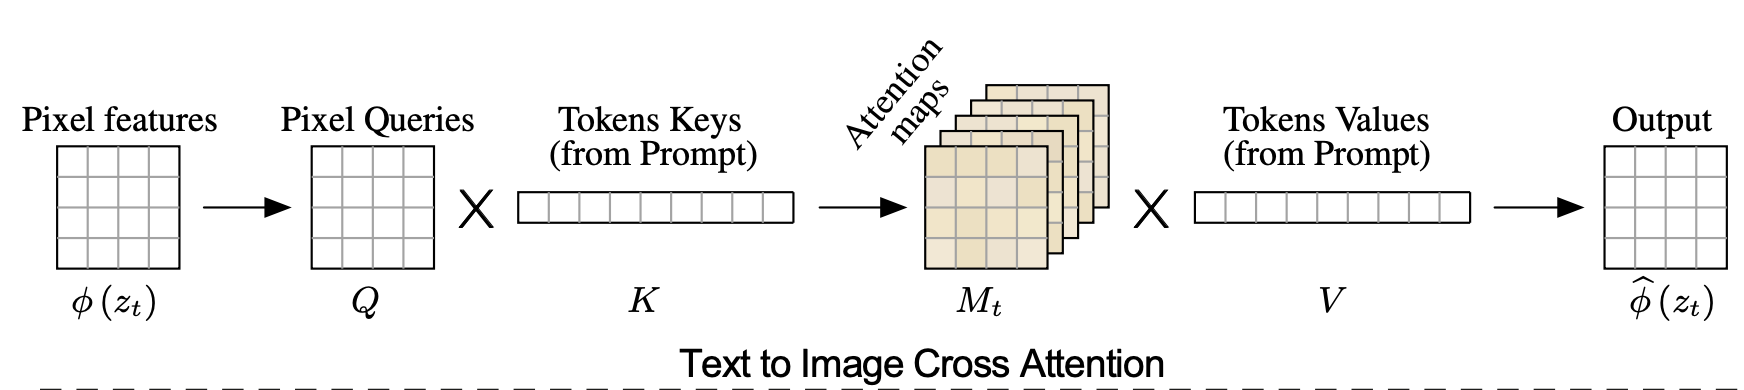 Pixel features
Pixel Queries
Tokens Keys
(from Prompt)
Attention
maps
Tokens Values
(from Prompt)
Output
ϕ (z_t)
Q
X
K
M_t
X
V
ϕ̂ (z_t)
Text to Image Cross Attention